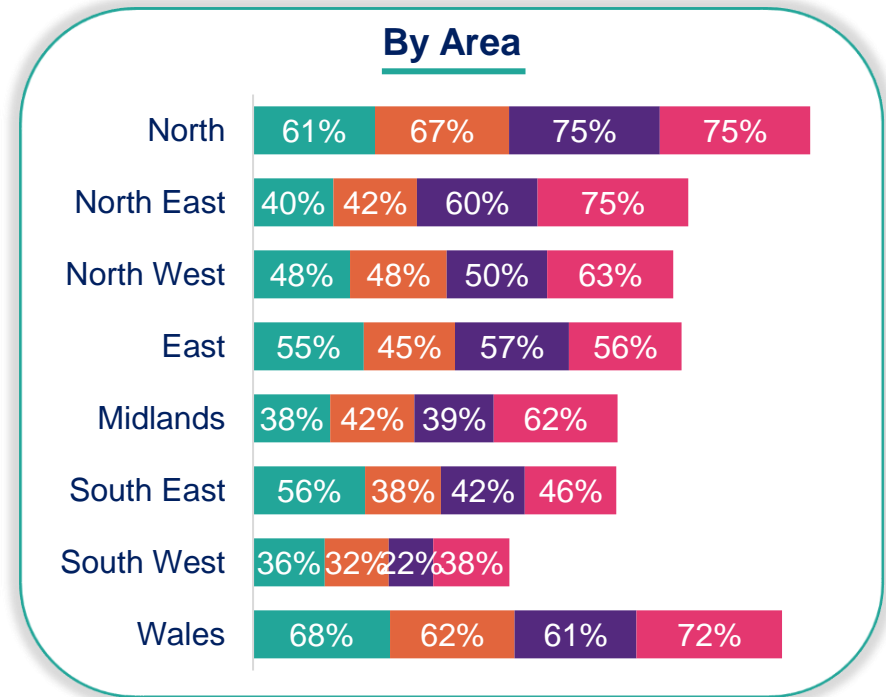 By Area
North 61% 67% 75% 75%
North East 40% 42% 60% 75%
North West 48% 48% 50% 63%
East 55% 45% 57% 56%
Midlands 38% 42% 39% 62%
South East 56% 38% 42% 46%
South West 36% 32% 22% 38%
Wales 68% 62% 61% 72%